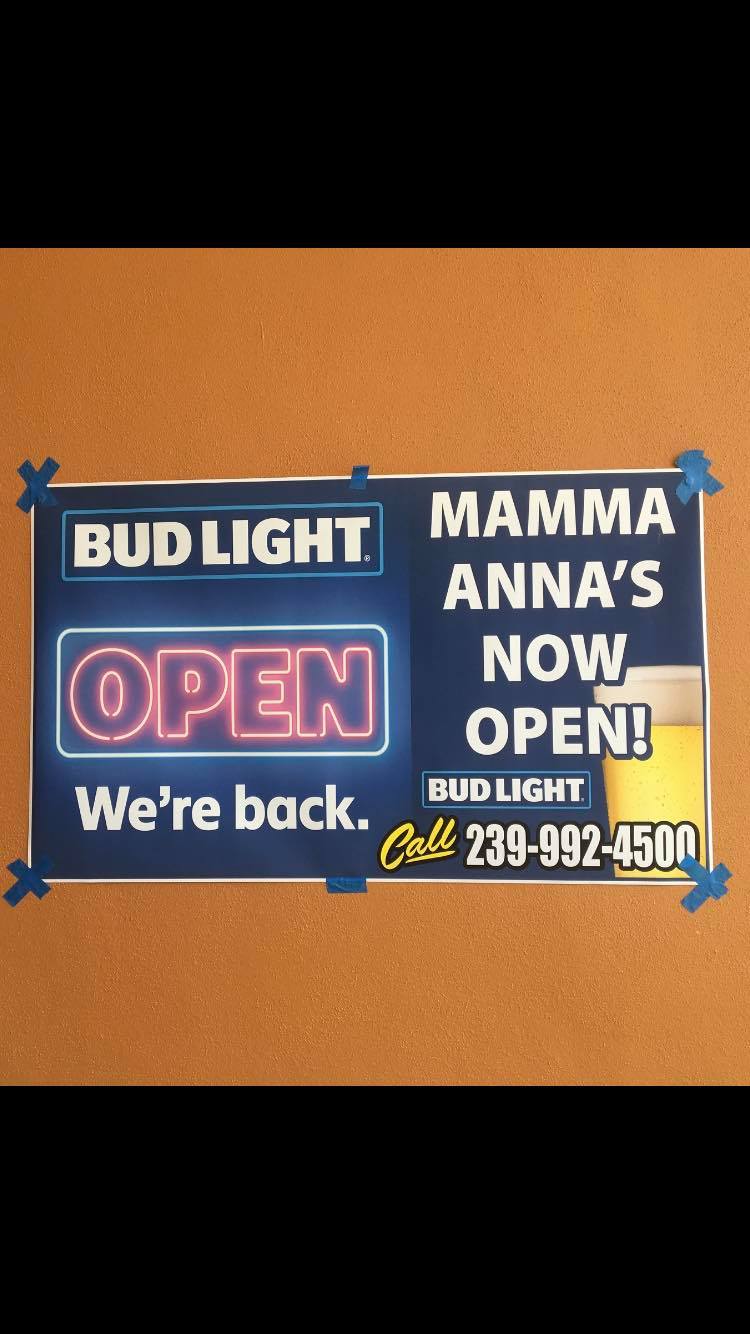 BUD LIGHT
OPEN
We're back.
MAMMA
ANNA'S
NOW
OPEN!
BUD LIGHT
Call 239-992-4500